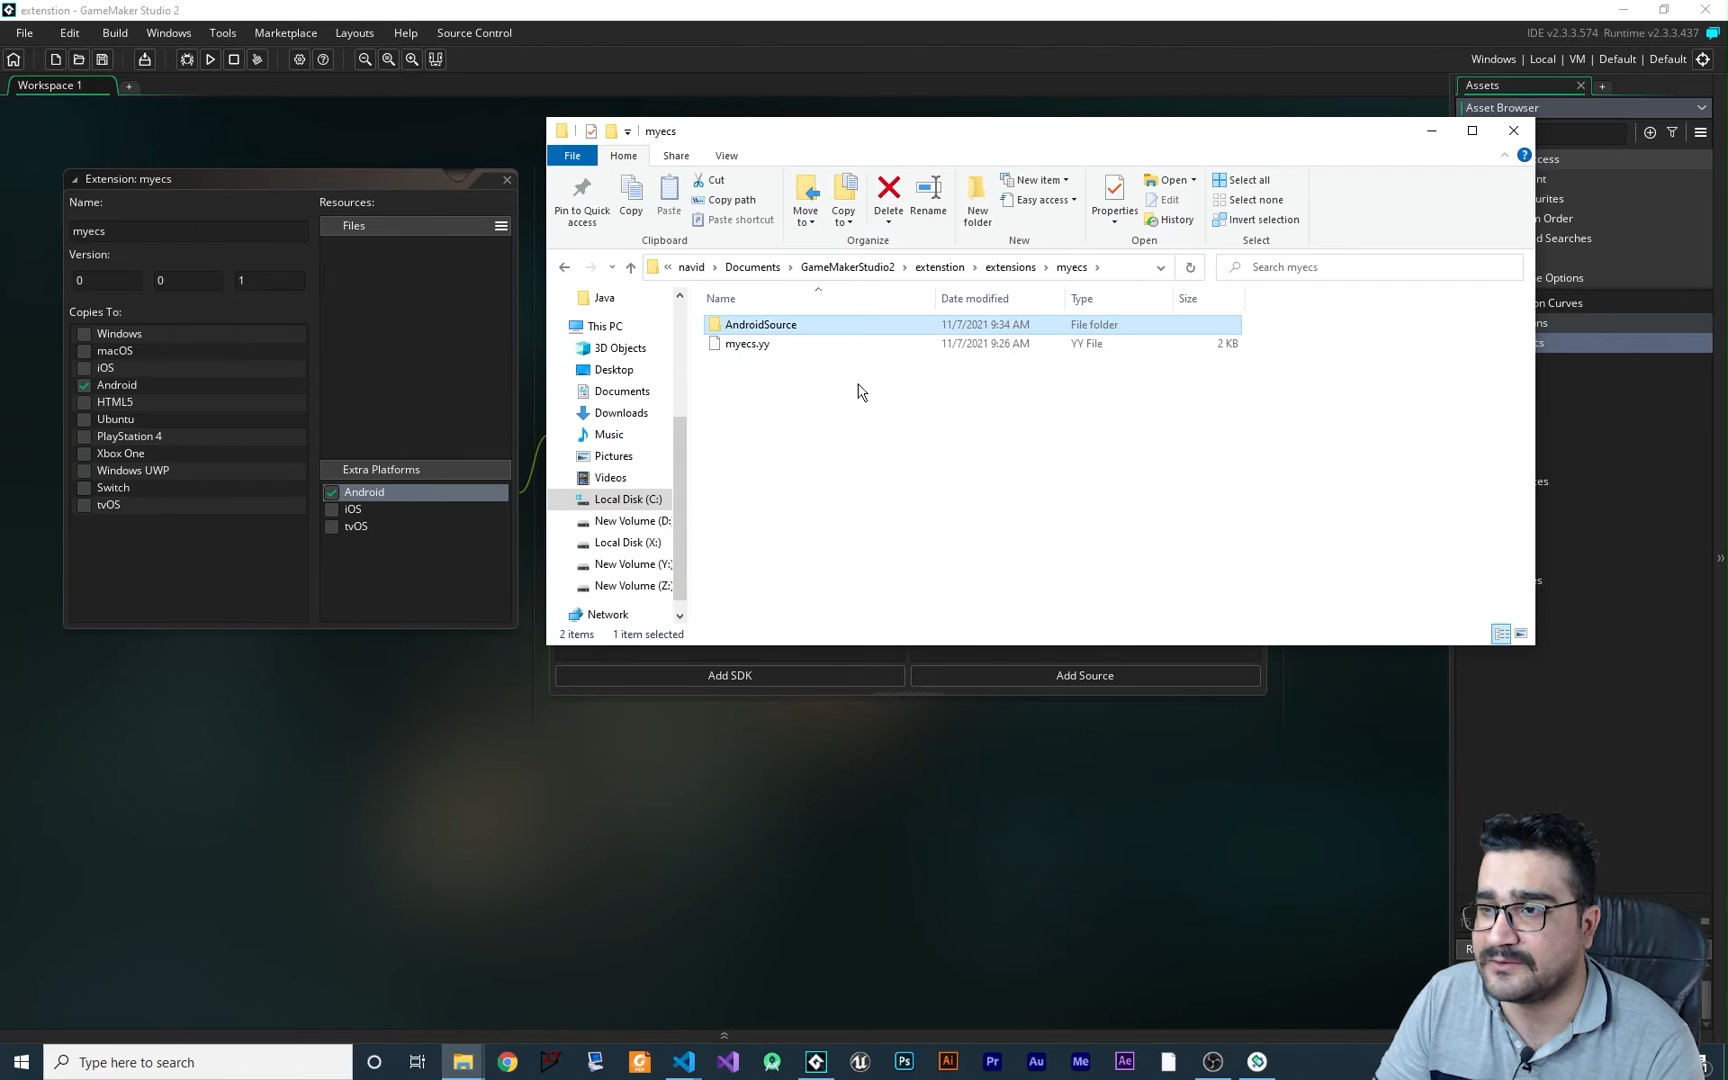 extenstion - GameMaker Studio 2
File Edit Build Windows Tools Marketplace Layouts Help Source Control
IDE v2.3.3.574 Runtime v2.3.3.437
Windows | Local | VM | Default | Default
Workspace 1
Assets
Asset Browser
Extension: myecs
Name:
myecs
Version:
0 0 1
Copies To:
Windows
macOS
iOS
Android
HTML5
Ubuntu
PlayStation 4
Xbox One
Windows UWP
Switch
tvOS
Resources:
Files
Extra Platforms
Android
iOS
tvOS
myecs
File Home Share View
Pin to Quick access
Copy
Paste
Cut
Copy path
Paste shortcut
Clipboard
Move to
Copy to
Delete
Rename
Organize
New folder
New item
Easy access
New
Properties
Open
Edit
History
Open
Select all
Select none
Invert selection
Select
« navid > Documents > GameMakerStudio2 > extenstion > extensions > myecs >
Search myecs
Java
This PC
3D Objects
Desktop
Documents
Downloads
Music
Pictures
Videos
Local Disk (C:)
New Volume (D:
Local Disk (X:)
New Volume (Y:
New Volume (Z:
Network
Name Date modified Type Size
AndroidSource 11/7/2021 9:34 AM File folder
myecs.yy 11/7/2021 9:26 AM YY File 2 KB
2 items 1 item selected
Add SDK
Add Source
Type here to search
Ps
Ai
Pr
Au
Me
Ae